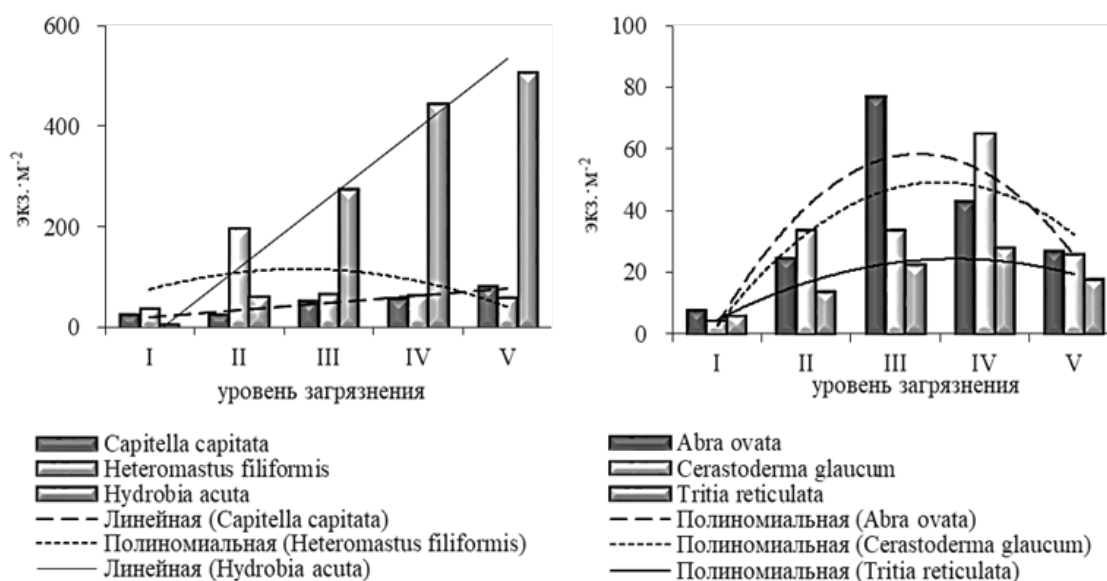 600
400
200
0
экз.·м⁻²
I II III IV V
уровень загрязнения
Capitella capitata
Heteromastus filiformis
Hydrobia acuta
Линейная (Capitella capitata)
Полиномиальная (Heteromastus filiformis)
Линейная (Hydrobia acuta)
100
80
60
40
20
0
экз.·м⁻²
I II III IV V
уровень загрязнения
Abra ovata
Cerastoderma glaucum
Tritia reticulata
Полиномиальная (Abra ovata)
Полиномиальная (Cerastoderma glaucum)
Полиномиальная (Tritia reticulata)